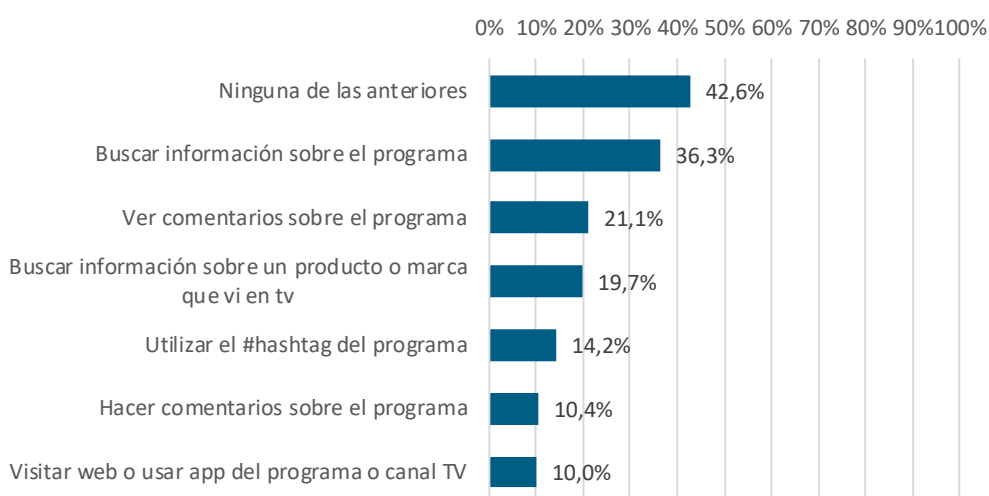 0% 10% 20% 30% 40% 50% 60% 70% 80% 90%100%
Ninguna de las anteriores 42,6%
Buscar información sobre el programa 36,3%
Ver comentarios sobre el programa 21,1%
Buscar información sobre un producto o marca
que vi en tv 19,7%
Utilizar el #hashtag del programa 14,2%
Hacer comentarios sobre el programa 10,4%
Visitar web o usar app del programa o canal TV 10,0%